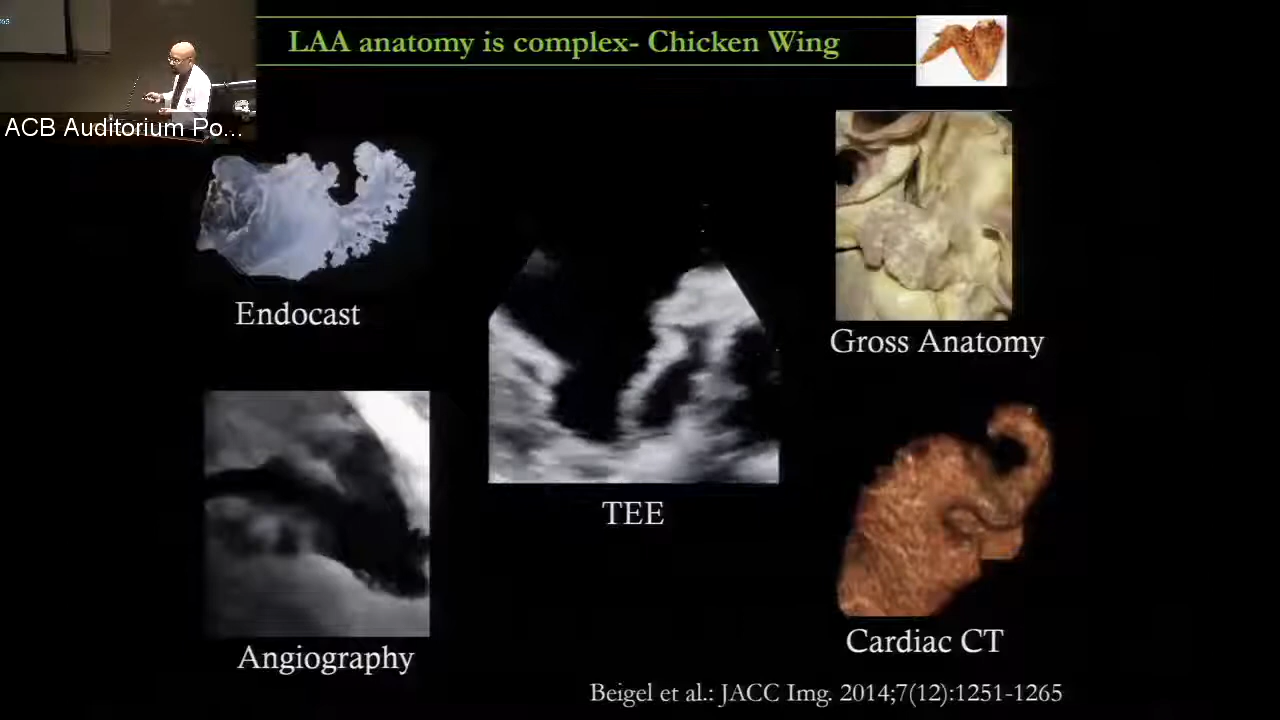 LAA anatomy is complex- Chicken Wing
ACB Auditorium Po...
Endocast
Gross Anatomy
TEE
Angiography
Cardiac CT
Beigel et al.: JACC Img. 2014;7(12):1251-1265